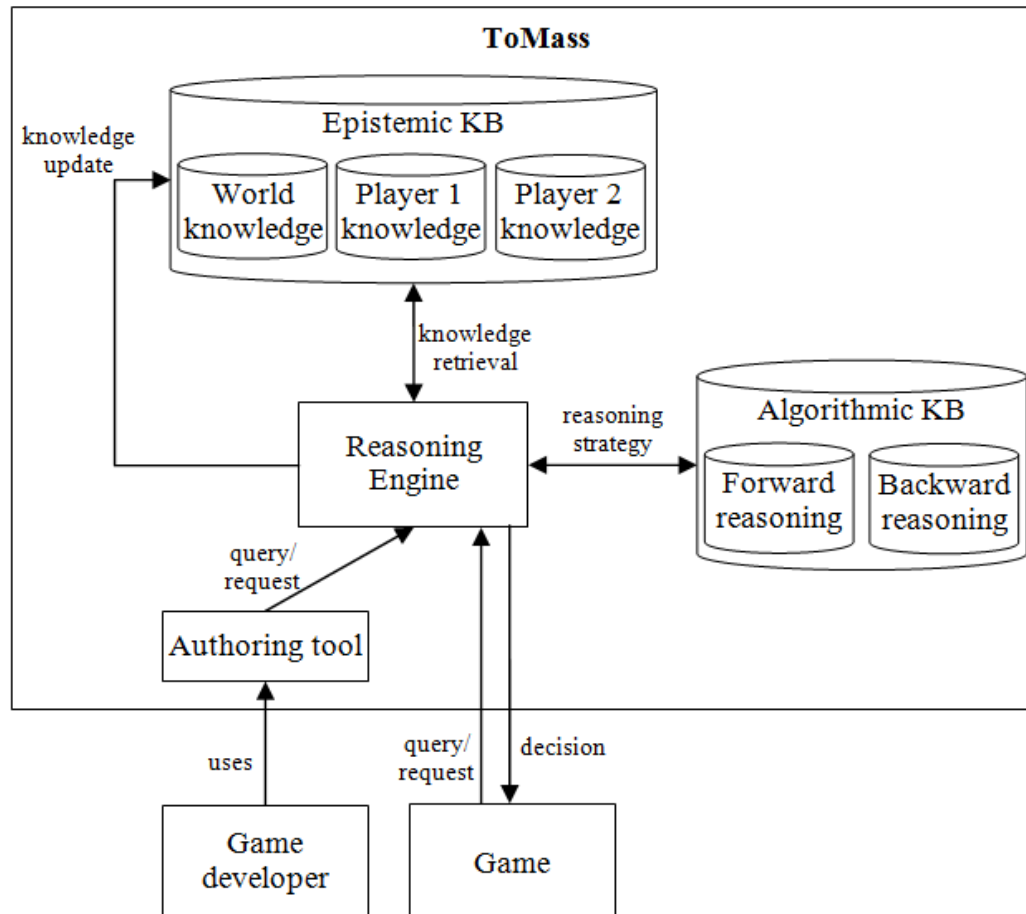 ToMass
Epistemic KB
knowledge
update
World
knowledge
Player 1
knowledge
Player 2
knowledge
knowledge
retrieval
Algorithmic KB
reasoning
strategy
Reasoning
Engine
Forward
reasoning
Backward
reasoning
query/
request
Authoring tool
uses
query/
request
decision
Game
developer
Game